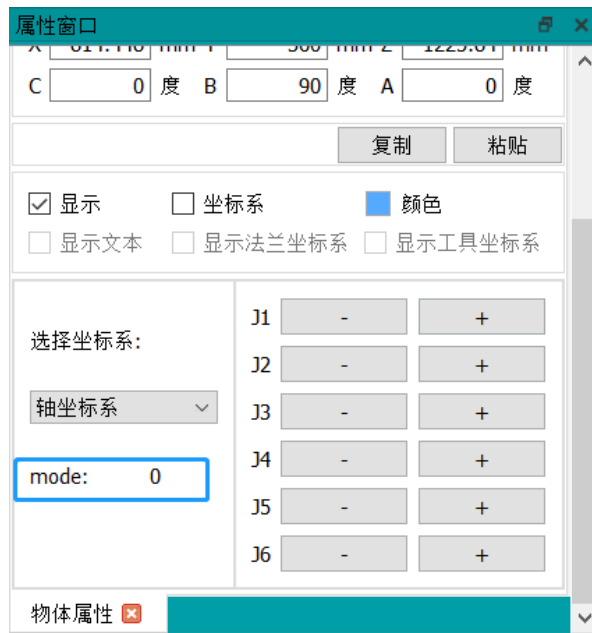 属性窗口
C 0 度 B 90 度 A 0 度
复制 粘贴
显示 坐标系 颜色
显示文本 显示法兰坐标系 显示工具坐标系
选择坐标系:
轴坐标系
mode: 0
J1 - +
J2 - +
J3 - +
J4 - +
J5 - +
J6 - +
物体属性